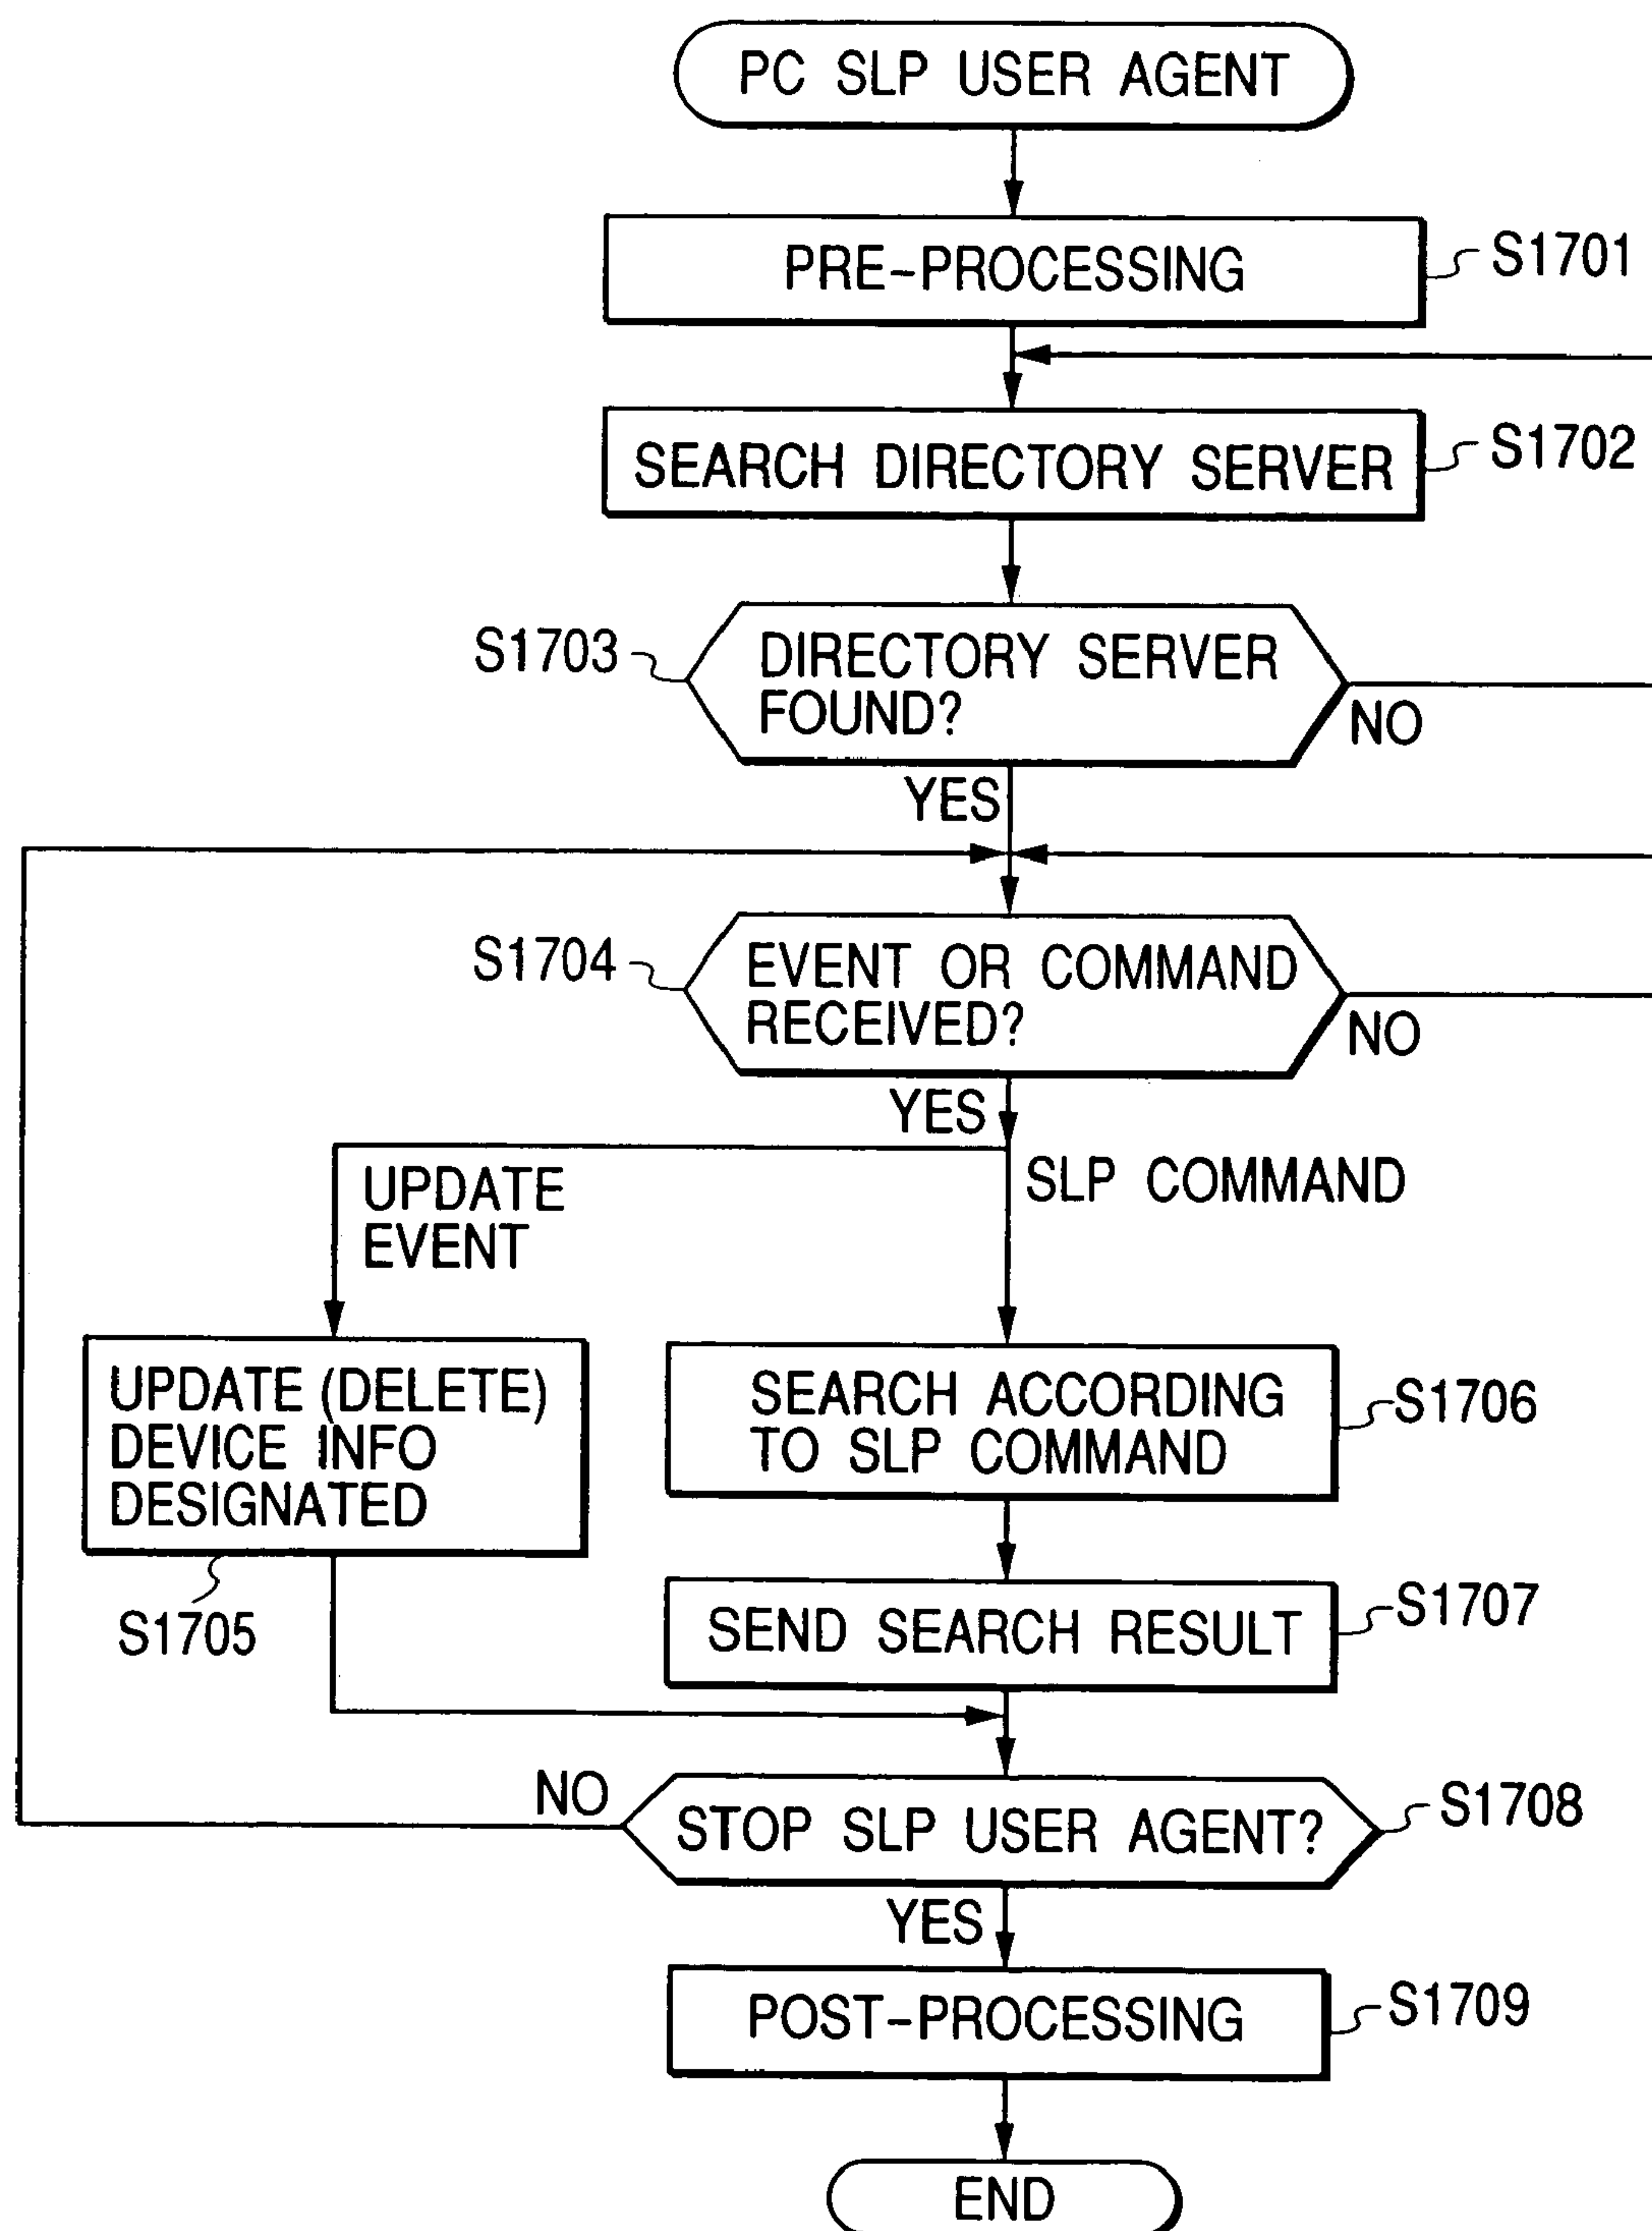 PC SLP USER AGENT
PRE-PROCESSING
S1701
SEARCH DIRECTORY SERVER
S1702
S1703
DIRECTORY SERVER
FOUND?
NO
YES
S1704
EVENT OR COMMAND
RECEIVED?
NO
YES
UPDATE
EVENT
SLP COMMAND
UPDATE (DELETE)
DEVICE INFO
DESIGNATED
S1705
SEARCH ACCORDING
TO SLP COMMAND
S1706
SEND SEARCH RESULT
S1707
NO
STOP SLP USER AGENT?
S1708
YES
POST-PROCESSING
S1709
END